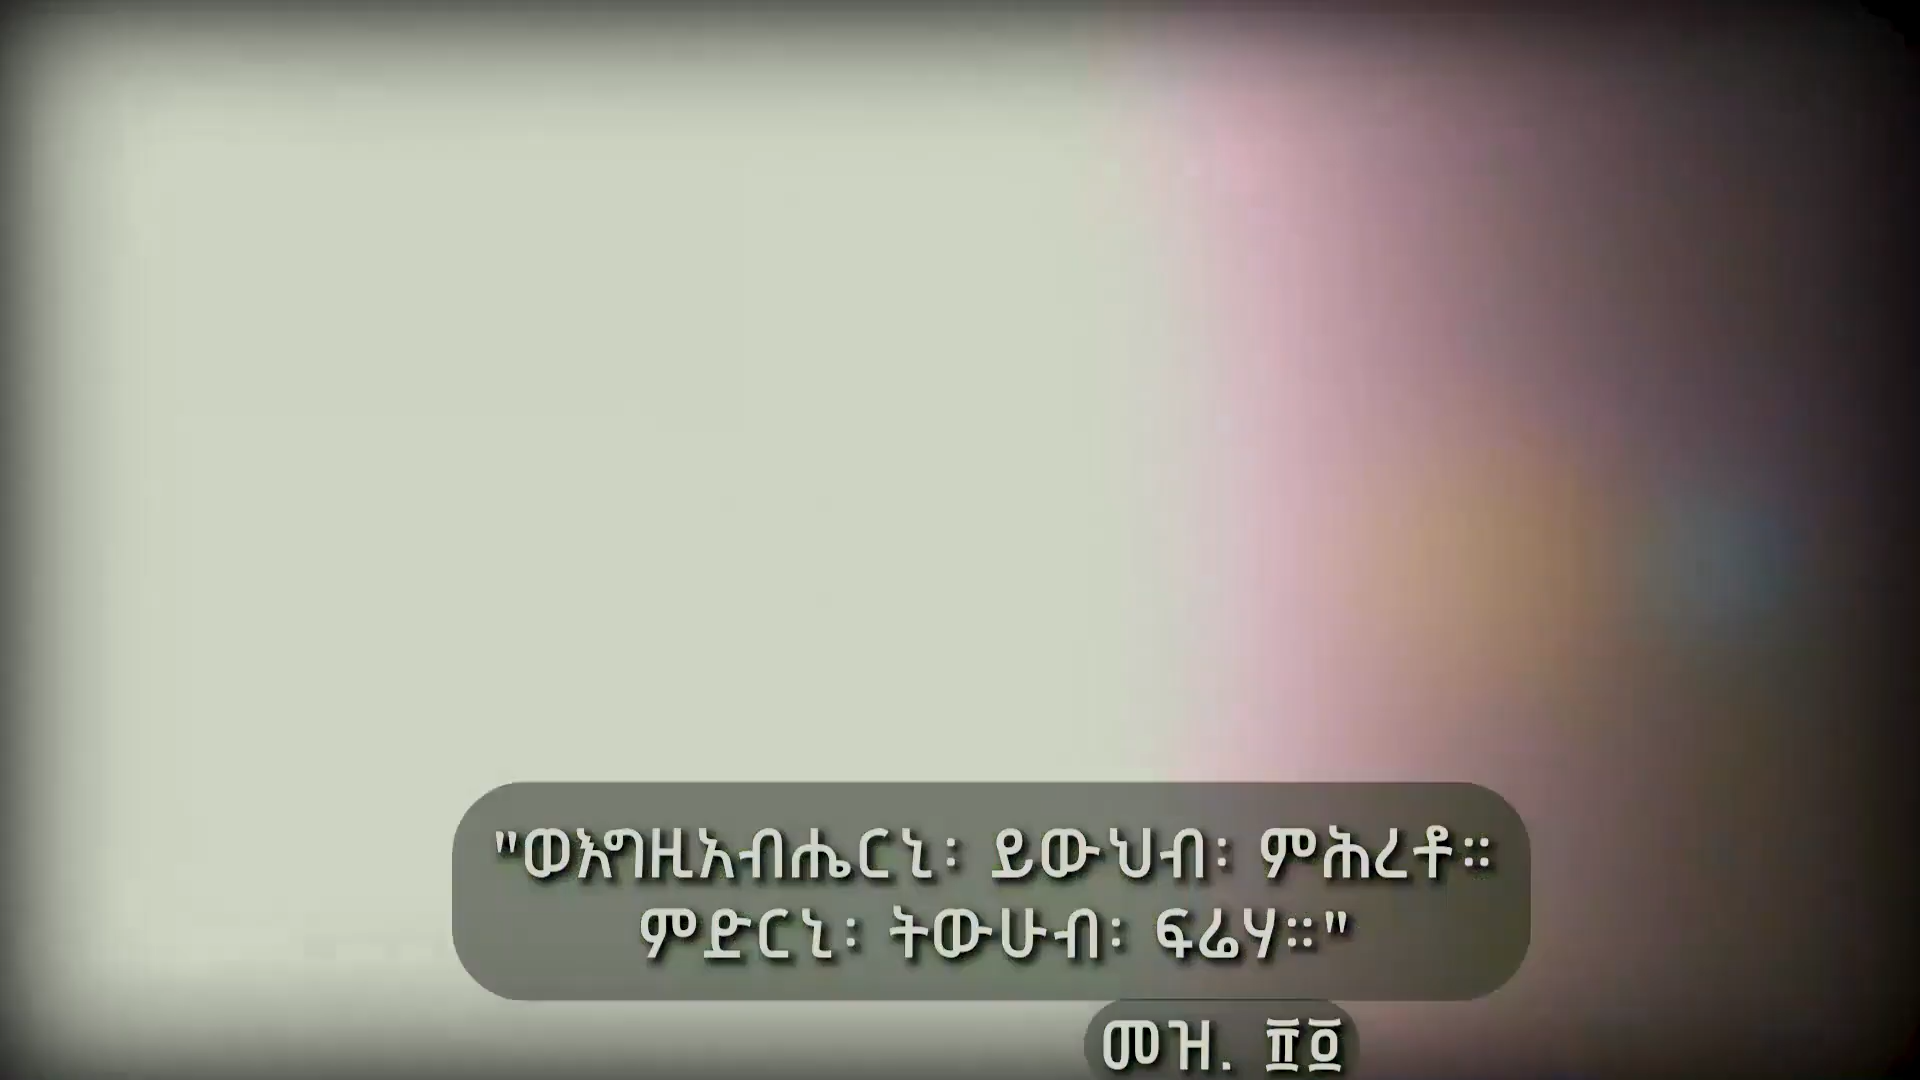 "ወእግዚአብሔርኒ፡ ይውህብ፡ ምሕረቶ።
ምድርኒ፡ ትውሁብ፡ ፍሬሃ።"
መዝ. ፹፬